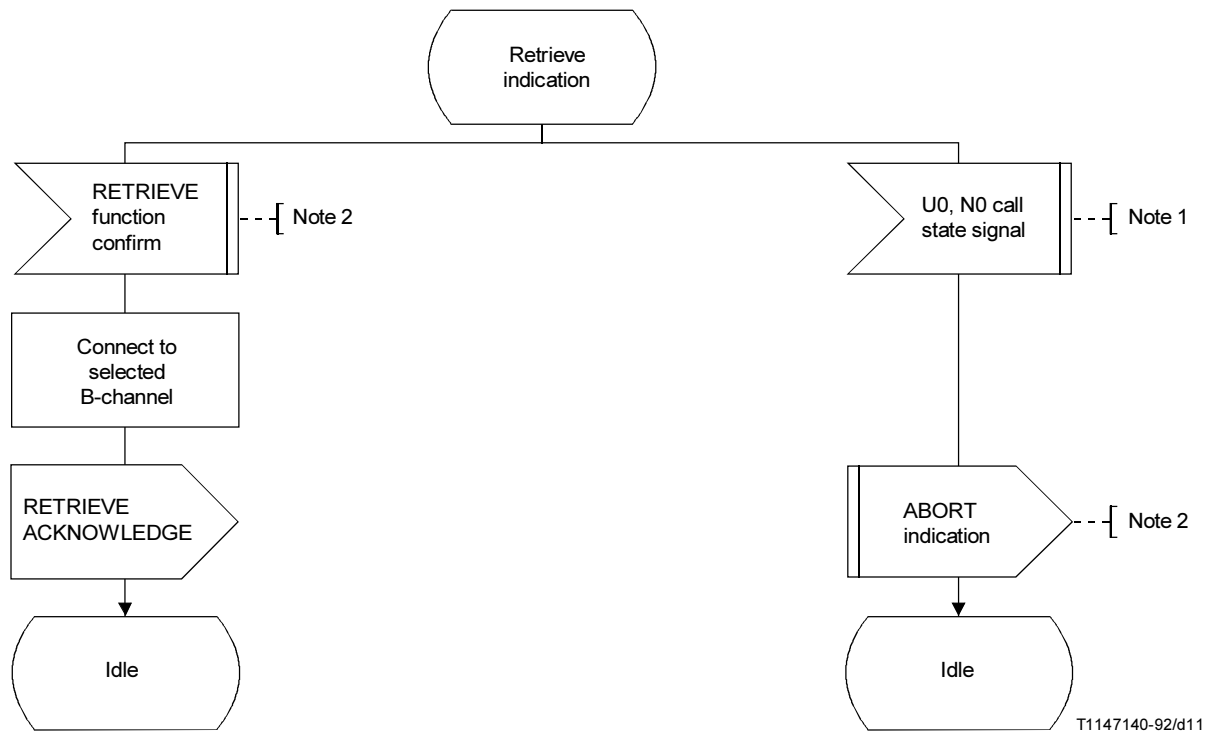 Retrieve
indication
RETRIEVE
function
confirm
Note 2
U0, N0 call
state signal
Note 1
Connect to
selected
B-channel
RETRIEVE
ACKNOWLEDGE
ABORT
indication
Note 2
Idle
Idle
T1147140-92/d11